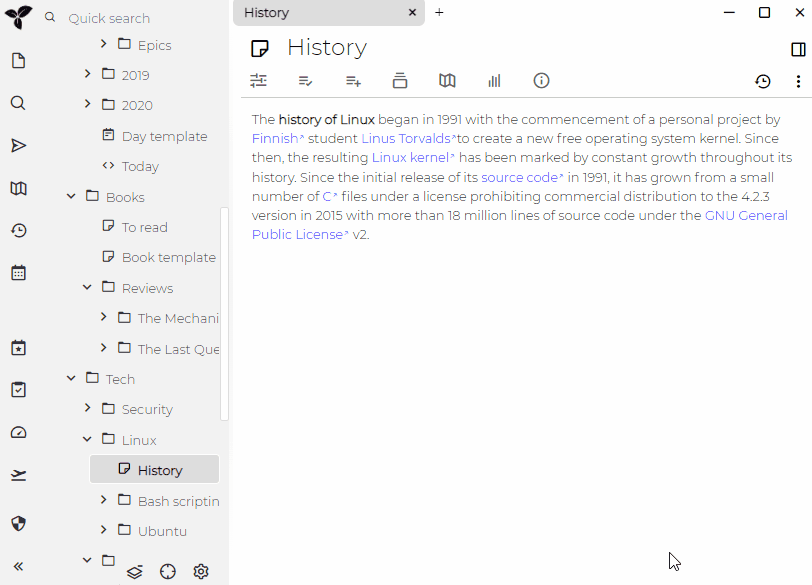 Quick search
Epics
2019
2020
Day template
Today
Books
To read
Book template
Reviews
The Mechani
The Last Que
Tech
Security
Linux
History
Bash scriptin
Ubuntu
History
History
The history of Linux began in 1991 with the commencement of a personal project by
Finnish student Linus Torvalds to create a new free operating system kernel. Since
then, the resulting Linux kernel has been marked by constant growth throughout its
history. Since the initial release of its source code in 1991, it has grown from a small
number of C files under a license prohibiting commercial distribution to the 4.2.3
version in 2015 with more than 18 million lines of source code under the GNU General
Public License v2.